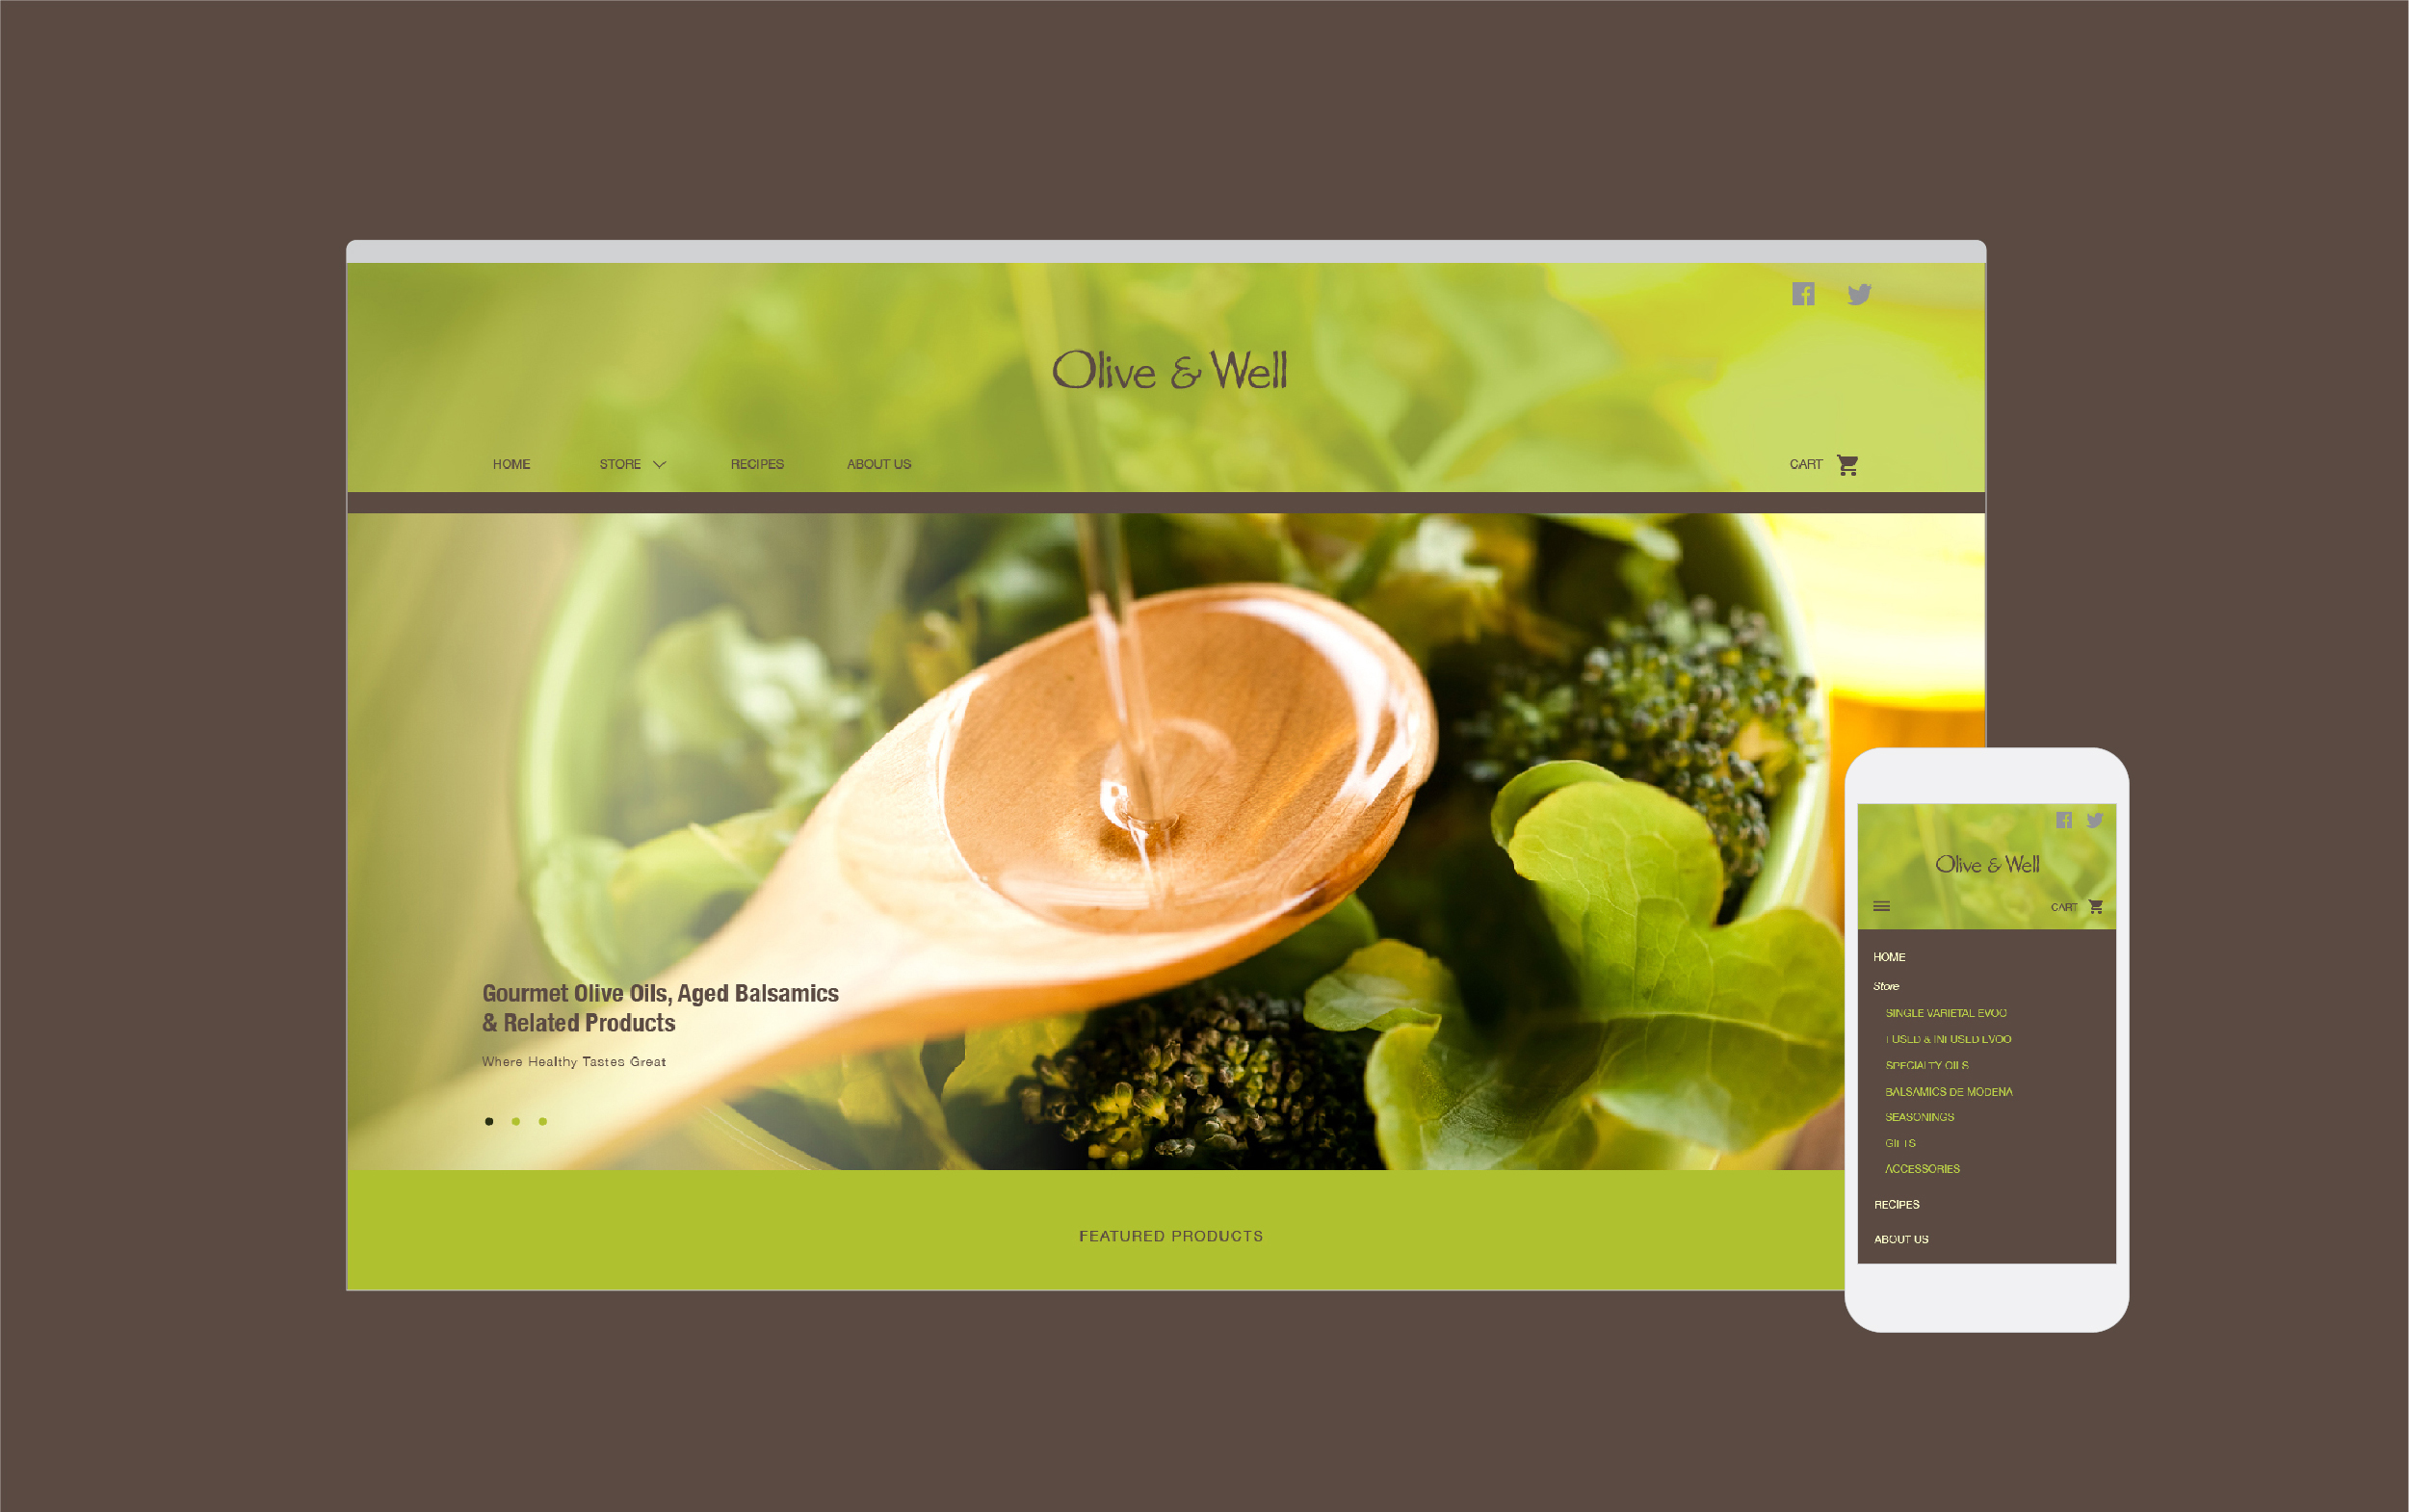 Olive & Well
HOME
STORE
RECIPES
ABOUT US
CART
Gourmet Olive Oils, Aged Balsamics
& Related Products
Where Healthy Tastes Great
FEATURED PRODUCTS
Olive & Well
CART
HOME
Store
SINGLE VARIETAL EVOO
FUSED & INFUSED EVOO
SPECIALTY OILS
BALSAMICS DE MODENA
SEASONINGS
GIFTS
ACCESSORIES
RECIPES
ABOUT US